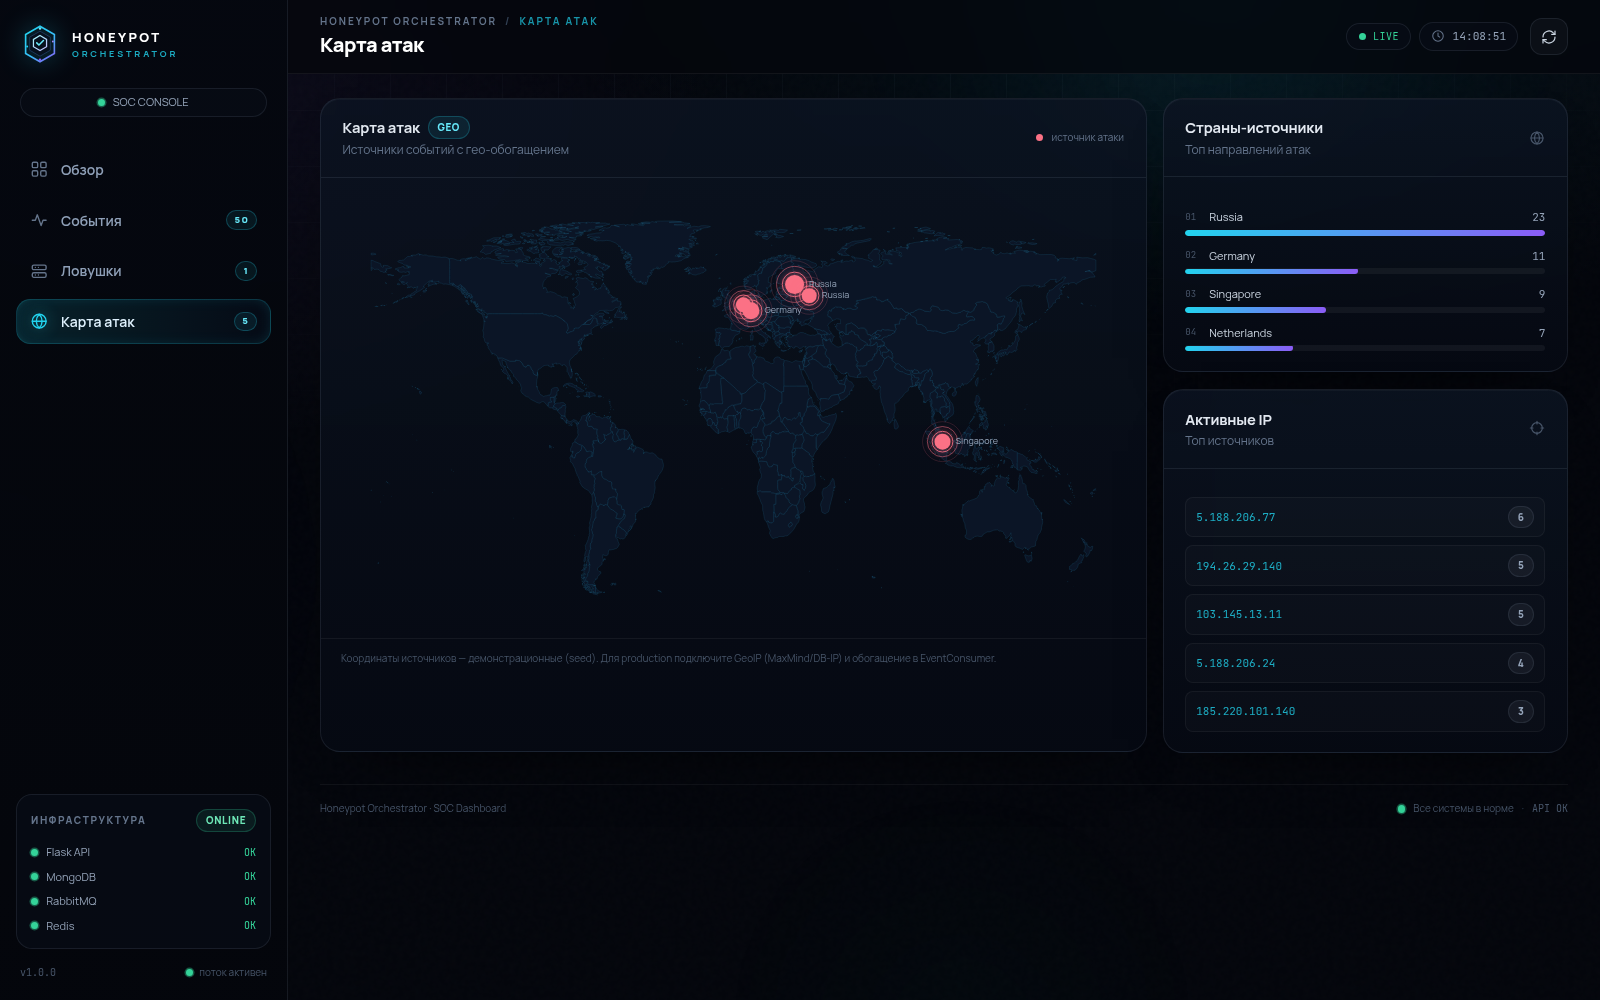 HONEYPOT
ORCHESTRATOR
SOC CONSOLE
Обзор
События 50
Ловушки 1
Карта атак 5
ИНФРАСТРУКТУРА ONLINE
Flask API OK
MongoDB OK
RabbitMQ OK
Redis OK
v1.0.0 поток активен
HONEYPOT ORCHESTRATOR / КАРТА АТАК
Карта атак
LIVE 14:08:51
Карта атак GEO
Источники событий с гео-обогащением
источник атаки
Russia
Russia
Germany
Singapore
Координаты источников — демонстрационные (seed). Для production подключите GeoIP (MaxMind/DB-IP) и обогащение в EventConsumer.
Страны-источники
Топ направлений атак
01 Russia 23
02 Germany 11
03 Singapore 9
04 Netherlands 7
Активные IP
Топ источников
5.188.206.77 6
194.26.29.140 5
103.145.13.11 5
5.188.206.24 4
185.220.101.140 3
Honeypot Orchestrator · SOC Dashboard
Все системы в норме · API OK